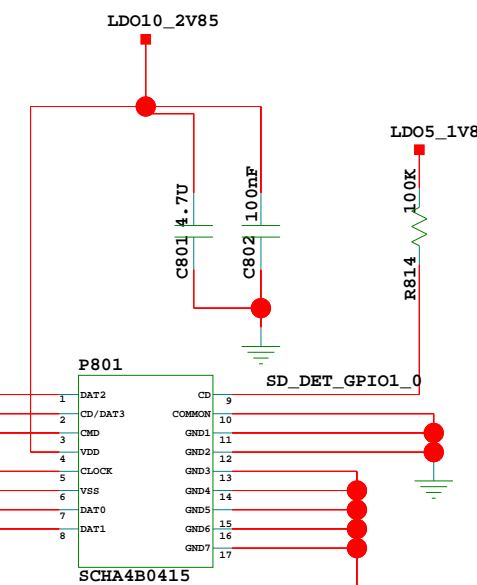 LDO10_2V85
LDO5_1V8
C801 4.7U
C802 100nF
R814 100K
P801
SD_DET_GPIO1_0
1 DAT2
2 CD/DAT3
3 CMD
4 VDD
5 CLOCK
6 VSS
7 DAT0
8 DAT1
CD 9
COMMON 10
GND1 11
GND2 12
GND3 13
GND4 14
GND5 15
GND6 16
GND7 17
SCHA4B0415